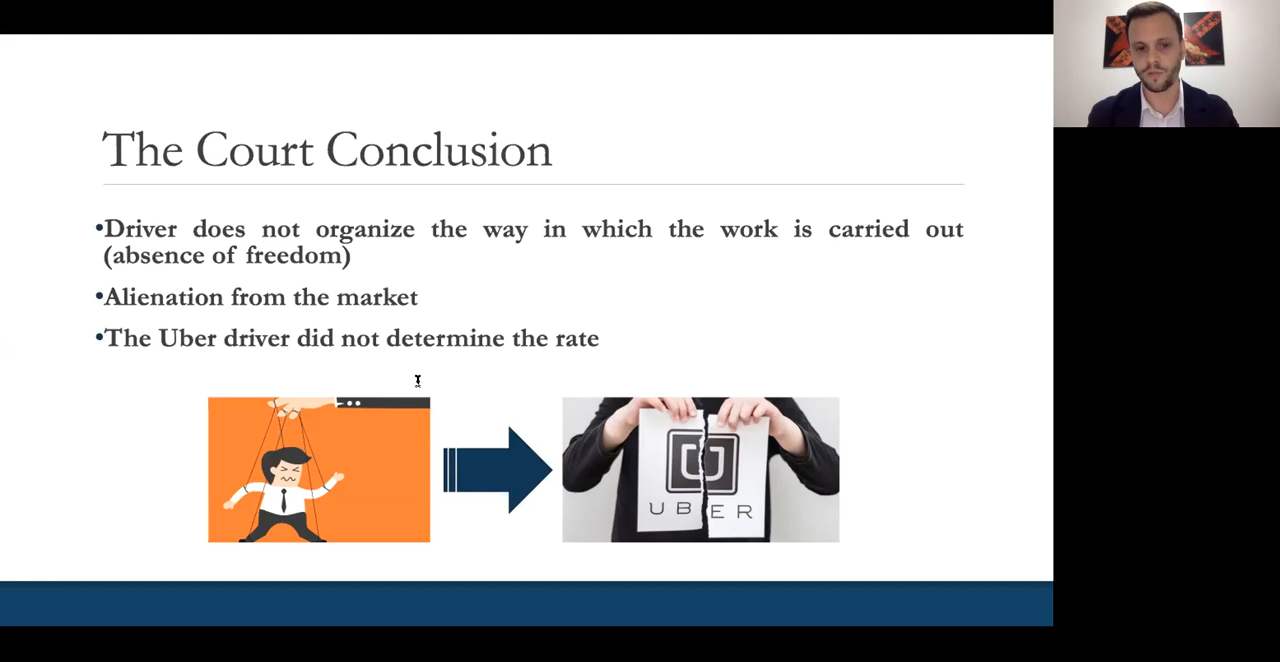 The Court Conclusion
•Driver does not organize the way in which the work is carried out
(absence of freedom)
•Alienation from the market
•The Uber driver did not determine the rate
UBER